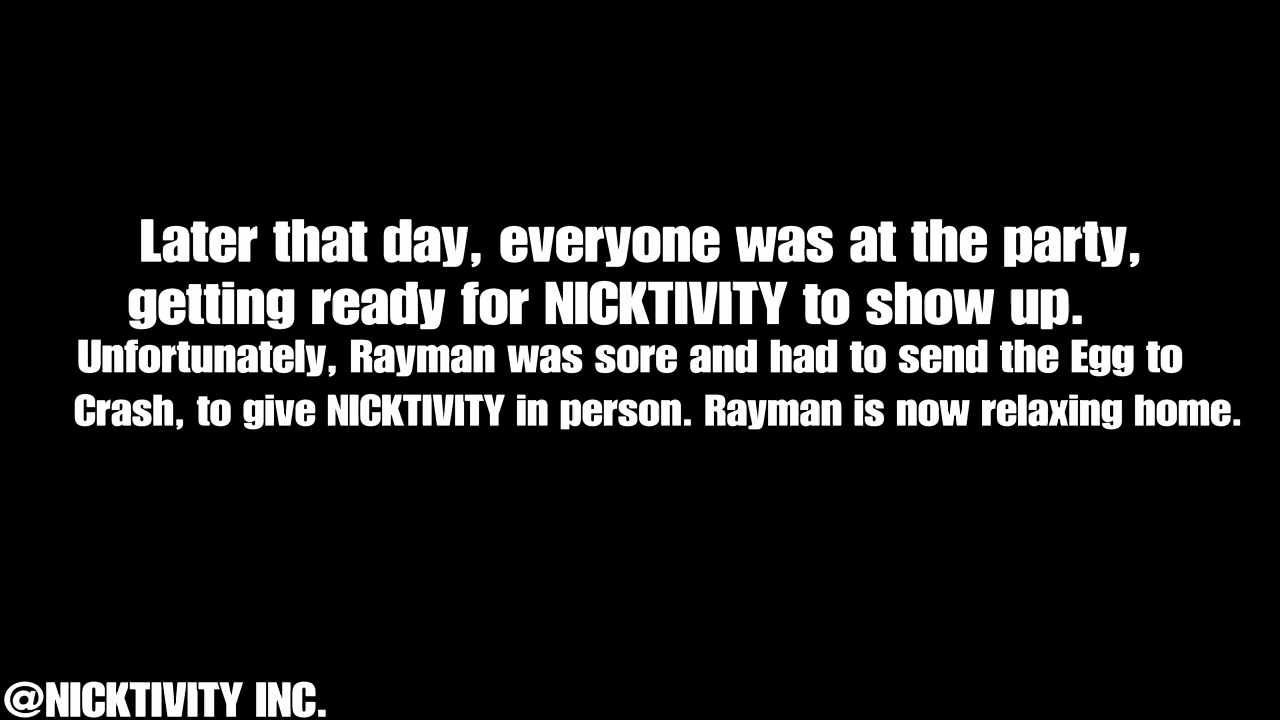 Later that day, everyone was at the party,
getting ready for NICKTIVITY to show up.
Unfortunately, Rayman was sore and had to send the Egg to
Crash, to give NICKTIVITY in person. Rayman is now relaxing home.
@NICKTIVITY INC.